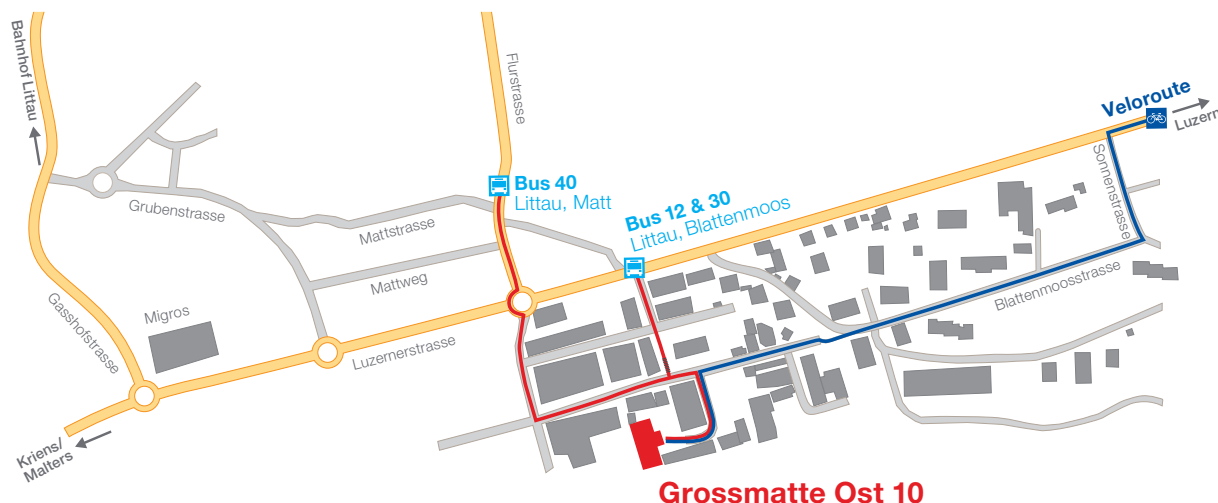 Bahnhof Littau
Flurstrasse
Veloroute
Luzern
Bus 40
Littau, Matt
Bus 12 & 30
Littau, Blattenmoos
Sonnenstrasse
Grubenstrasse
Mattstrasse
Mattweg
Blattenmoosstrasse
Gasshofstrasse
Migros
Luzernerstrasse
Kriens/
Malters
Grossmatte Ost 10